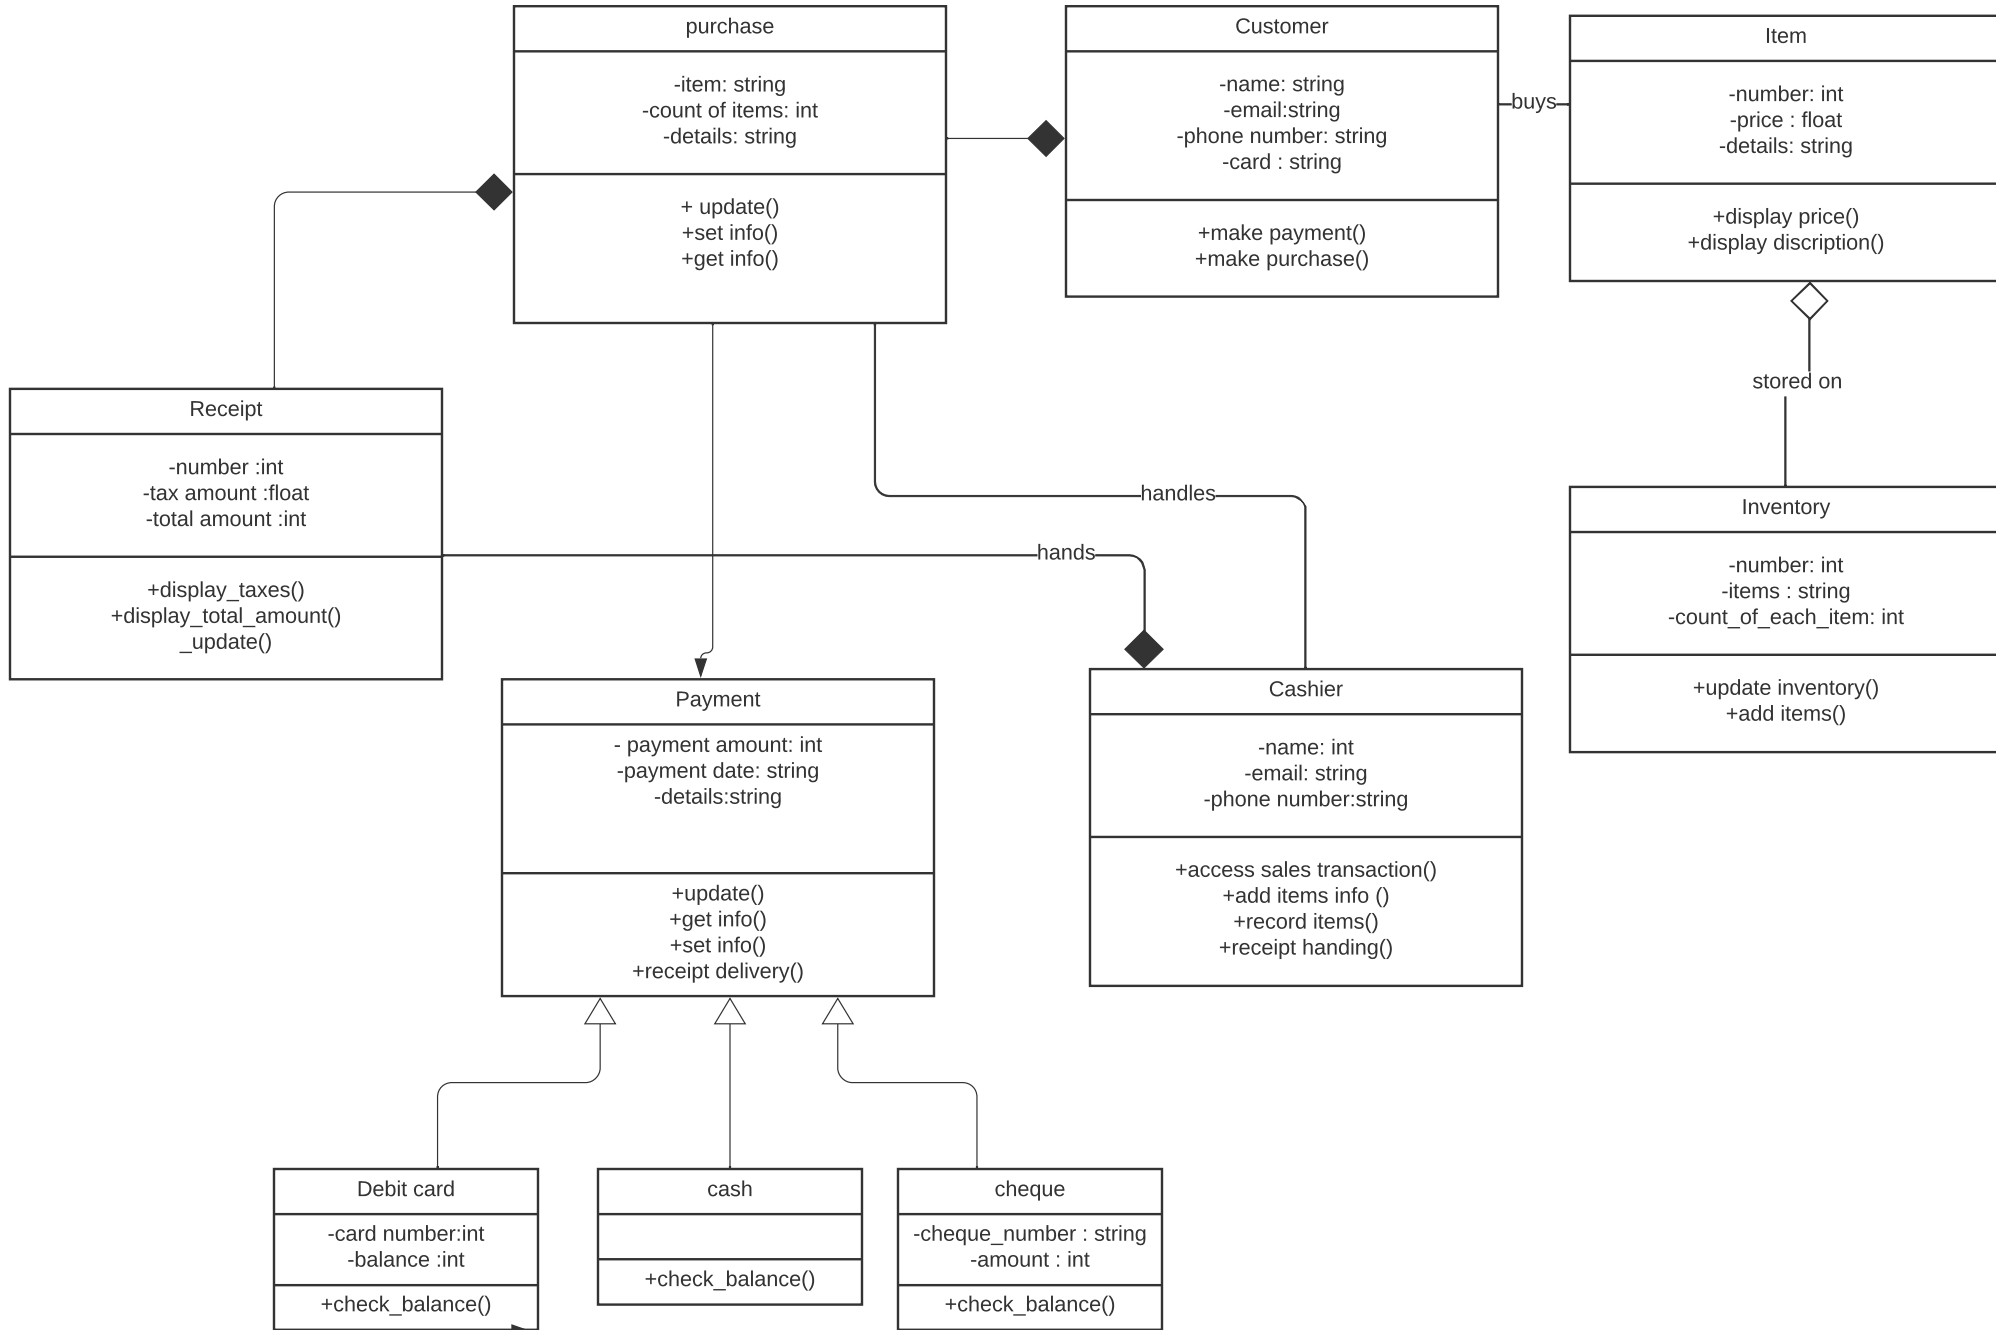 purchase
-item: string
-count of items: int
-details: string
+ update()
+set info()
+get info()
Customer
-name: string
-email:string
-phone number: string
-card : string
+make payment()
+make purchase()
buys
Item
-number: int
-price : float
-details: string
+display price()
+display discription()
stored on
Receipt
-number :int
-tax amount :float
-total amount :int
+display_taxes()
+display_total_amount()
_update()
handles
hands
Inventory
-number: int
-items : string
-count_of_each_item: int
+update inventory()
+add items()
Payment
- payment amount: int
-payment date: string
-details:string
+update()
+get info()
+set info()
+receipt delivery()
Cashier
-name: int
-email: string
-phone number:string
+access sales transaction()
+add items info ()
+record items()
+receipt handing()
Debit card
-card number:int
-balance :int
+check_balance()
cash
+check_balance()
cheque
-cheque_number : string
-amount : int
+check_balance()